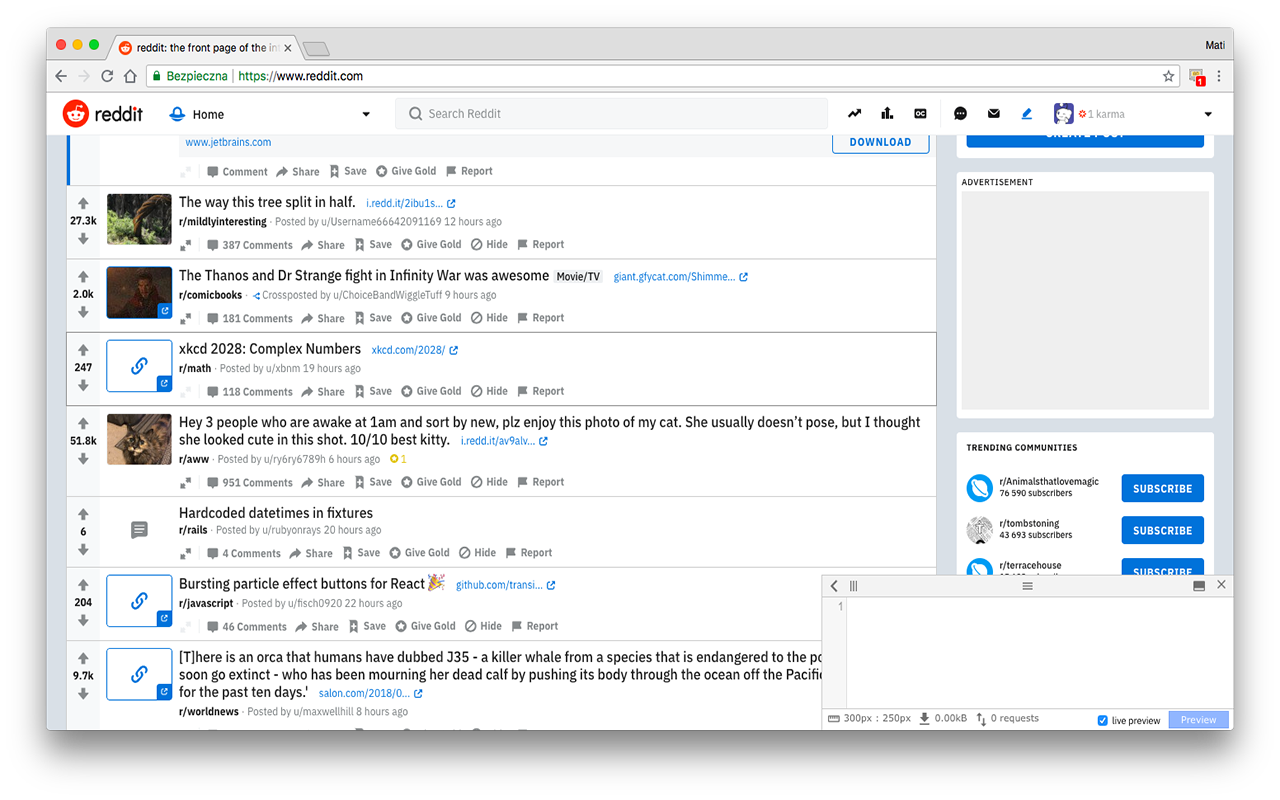 reddit: the front page of the in
Mati
Bezpieczna | https://www.reddit.com
1
reddit
Home
Search Reddit
1 karma
www.jetbrains.com
DOWNLOAD
Comment Share Save Give Gold Report
27.3k
The way this tree split in half. i.redd.it/2ibu1s...
r/mildlyinteresting · Posted by u/Username66642091169 12 hours ago
387 Comments Share Save Give Gold Hide Report
2.0k
The Thanos and Dr Strange fight in Infinity War was awesome Movie/TV giant.gfycat.com/Shimme...
r/comicbooks · Crossposted by u/ChoiceBandWiggleTuff 9 hours ago
181 Comments Share Save Give Gold Hide Report
247
xkcd 2028: Complex Numbers xkcd.com/2028/
r/math · Posted by u/xbnm 19 hours ago
118 Comments Share Save Give Gold Hide Report
51.8k
Hey 3 people who are awake at 1am and sort by new, plz enjoy this photo of my cat. She usually doesn't pose, but I thought
she looked cute in this shot. 10/10 best kitty. i.redd.it/av9alv...
r/aww · Posted by u/ry6ry6789h 6 hours ago 1
951 Comments Share Save Give Gold Hide Report
6
Hardcoded datetimes in fixtures
r/rails · Posted by u/rubyonrays 20 hours ago
4 Comments Share Save Give Gold Hide Report
204
Bursting particle effect buttons for React🎉 github.com/transi...
r/javascript · Posted by u/fisch0920 22 hours ago
46 Comments Share Save Give Gold Hide Report
9.7k
[T]here is an orca that humans have dubbed J35 - a killer whale from a species that is endangered to the po
soon go extinct - who has been mourning her dead calf by pushing its body through the ocean off the Pacifi
for the past ten days.' salon.com/2018/0...
r/worldnews · Posted by u/maxwellhill 8 hours ago
ADVERTISEMENT
TRENDING COMMUNITIES
r/Animalsthatlovemagic
76 590 subscribers
SUBSCRIBE
r/tombstoning
43 693 subscribers
SUBSCRIBE
r/terracehouse
SUBSCRIBE
1
300px : 250px 0.00kB 0 requests
live preview
Preview